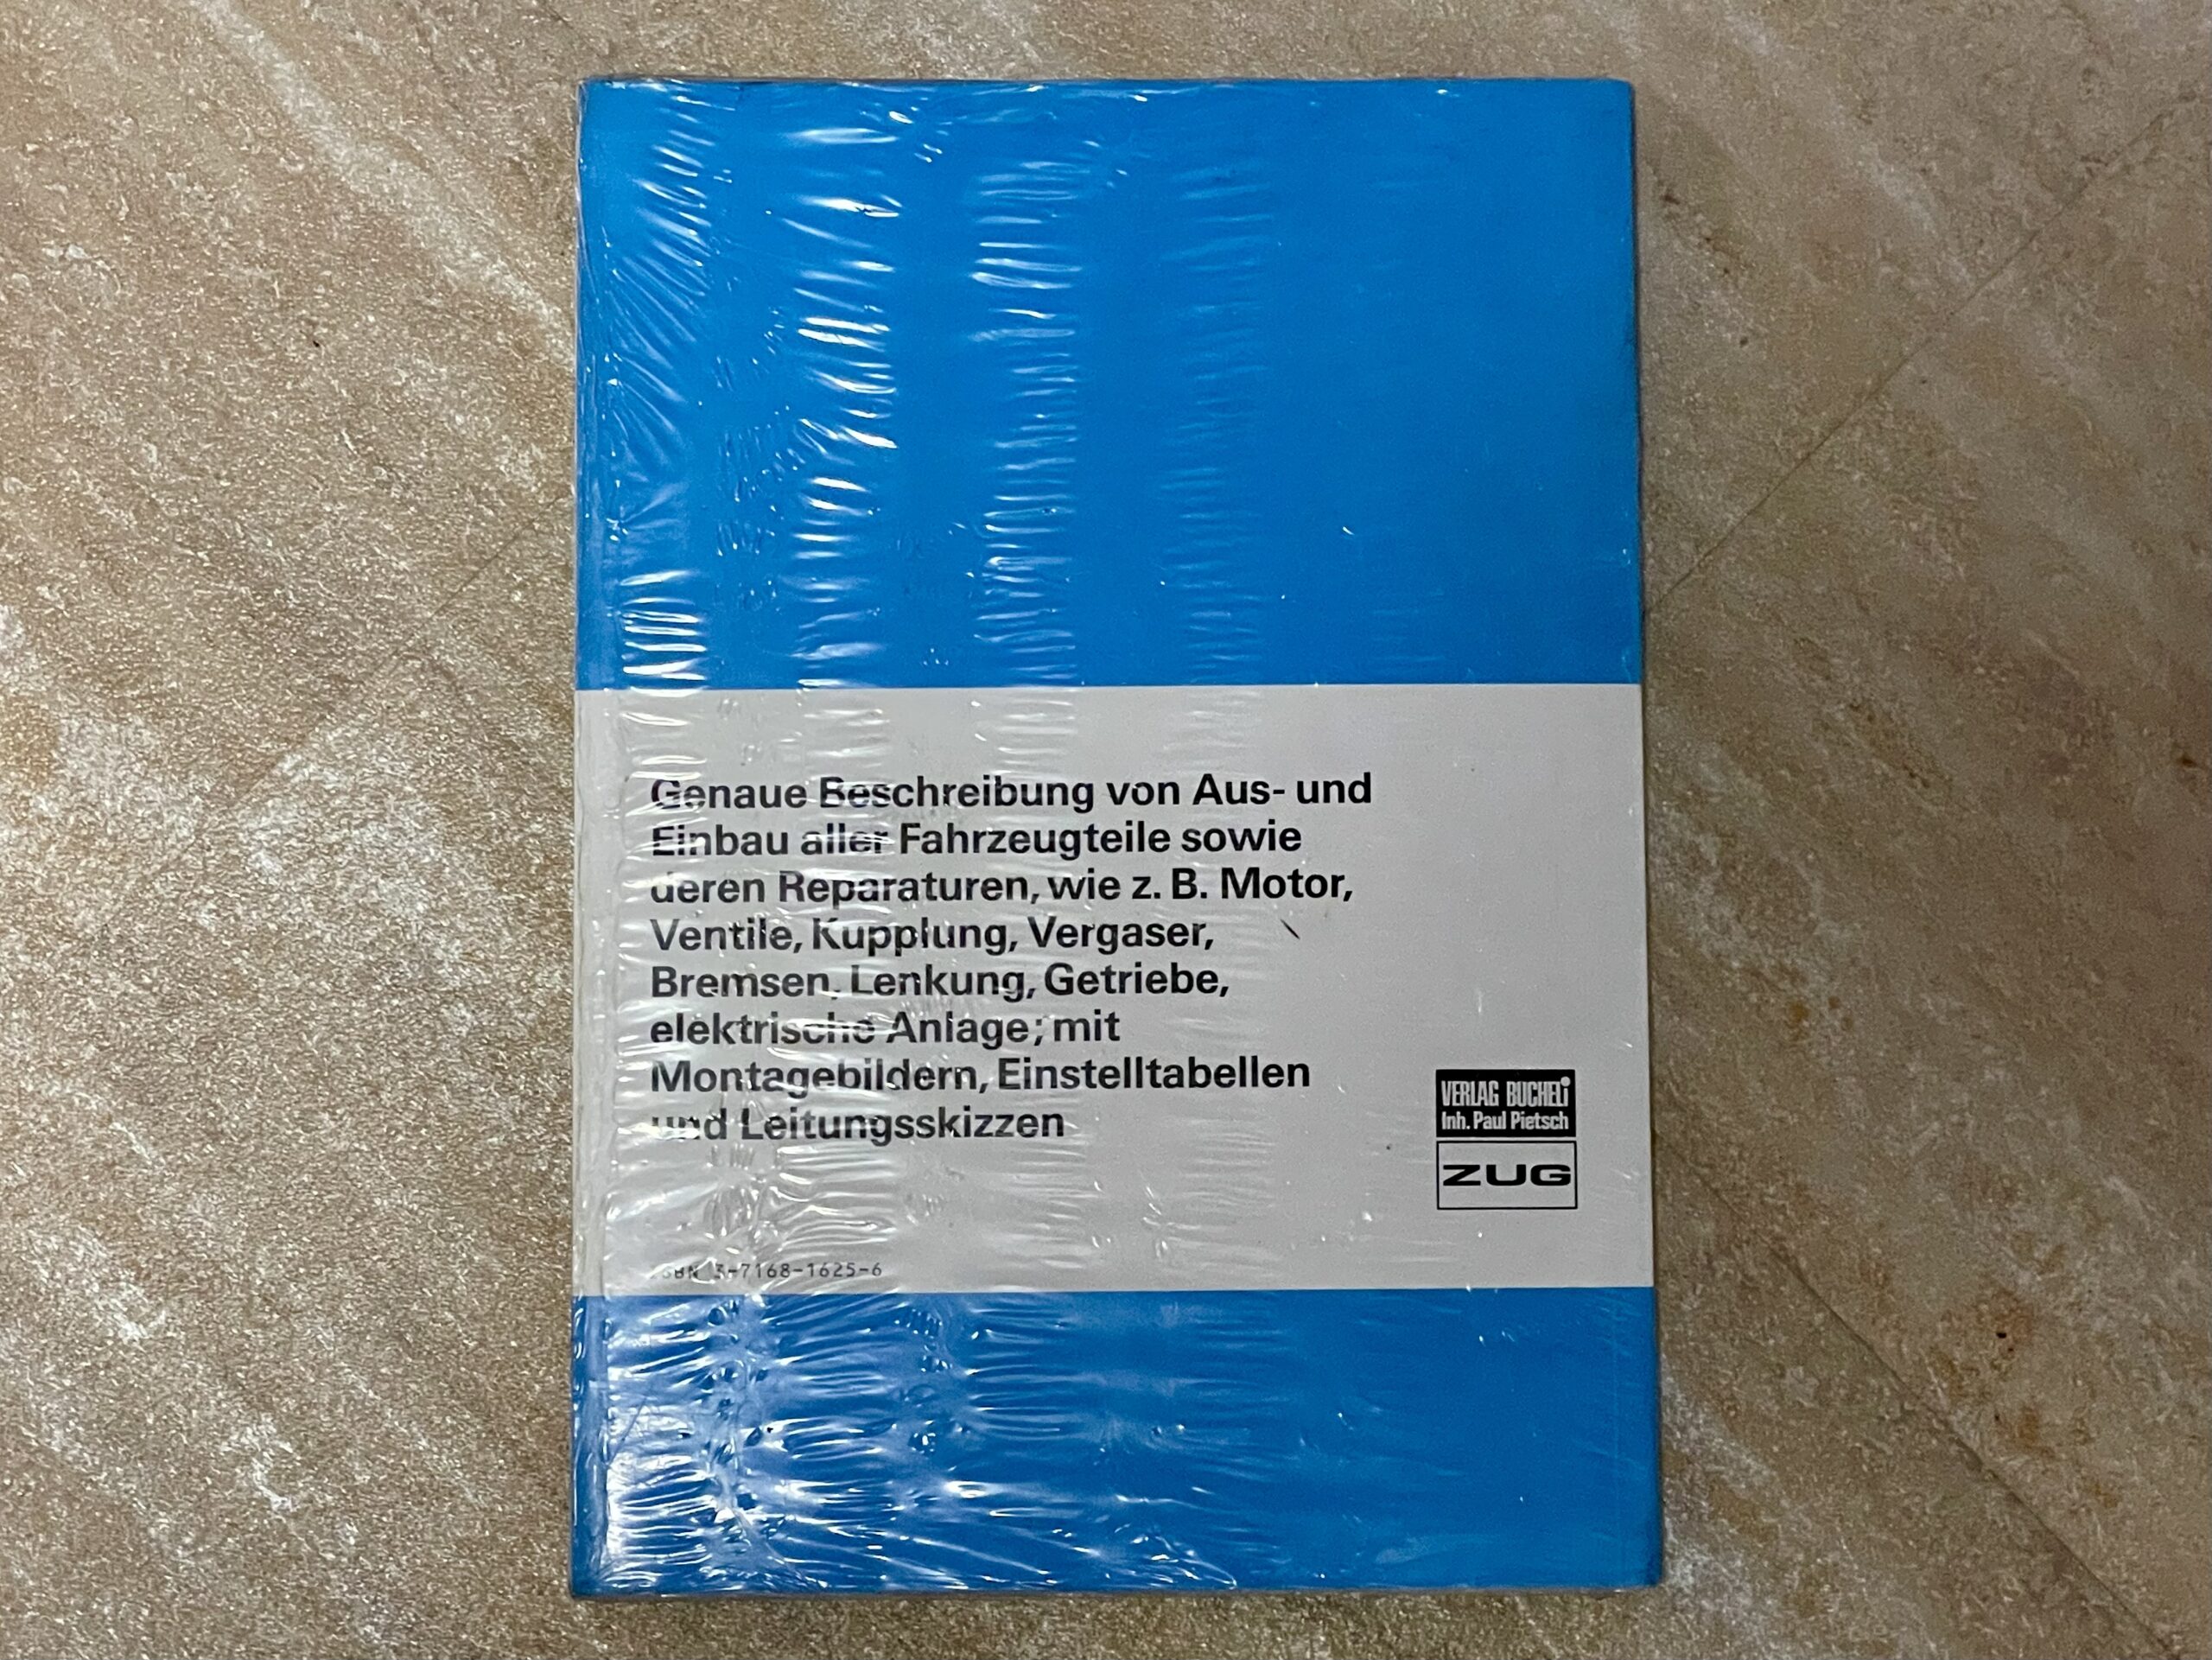 Genaue Beschreibung von Aus- und
Einbau aller Fahrzeugteile sowie
deren Reparaturen, wie z. B. Motor,
Ventile, Kupplung, Vergaser,
Bremsen, Lenkung, Getriebe,
elektrische Anlage; mit
Montagebildern, Einstelltabellen
und Leitungsskizzen
VERLAG BUCHELi
Inh. Paul Pietsch
ZUG
ISBN 3-7168-1625-6